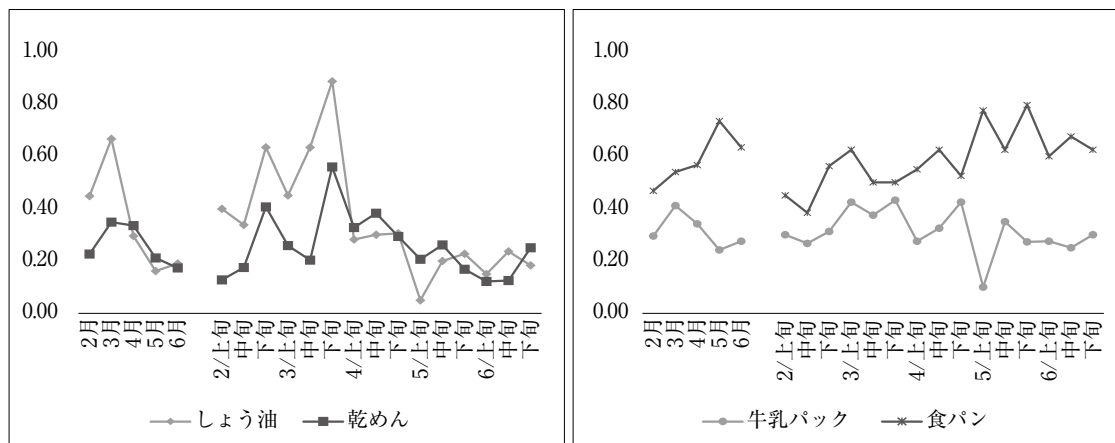 1.00
0.80
0.60
0.40
0.20
0.00
2月
3月
4月
5月
6月
2/上旬
中旬
下旬
3/上旬
中旬
下旬
4/上旬
中旬
下旬
5/上旬
中旬
下旬
6/上旬
中旬
下旬
しょう油 乾めん
1.00
0.80
0.60
0.40
0.20
0.00
2月
3月
4月
5月
6月
2/上旬
中旬
下旬
3/上旬
中旬
下旬
4/上旬
中旬
下旬
5/上旬
中旬
下旬
6/上旬
中旬
下旬
牛乳パック 食パン